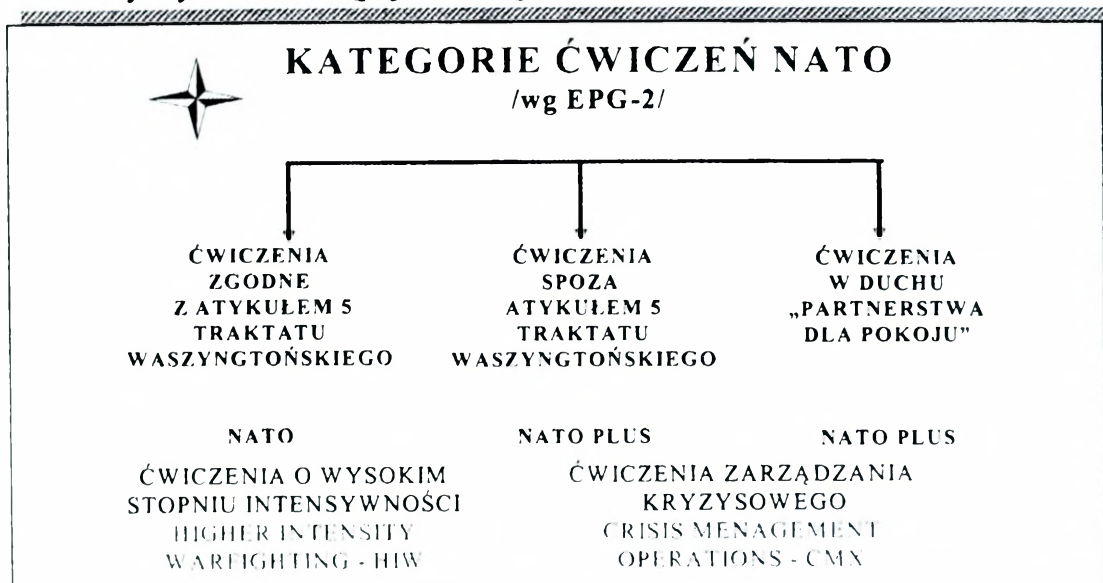 KATEGORIE ĆWICZEŃ NATO
/wg EPG-2/
ĆWICZENIA
ZGODNE
Z ATYKUŁEM 5
TRAKTATU
WASZYNGTOŃSKIEGO
ĆWICZENIA
SPOZA
ATYKUŁEM 5
TRAKTATU
WASZYNGTOŃSKIEGO
ĆWICZENIA
W DUCHU
„PARTNERSTWA
DLA POKOJU”
NATO
NATO PLUS
NATO PLUS
ĆWICZENIA O WYSOKIM
STOPNIU INTENSYWNOŚCI
HIGHER INTENSITY
WARFIGHTING - HIW
ĆWICZENIA ZARZĄDZANIA
KRYZYSOWEGO
CRISIS MENAGEMENT
OPERATIONS - CMX